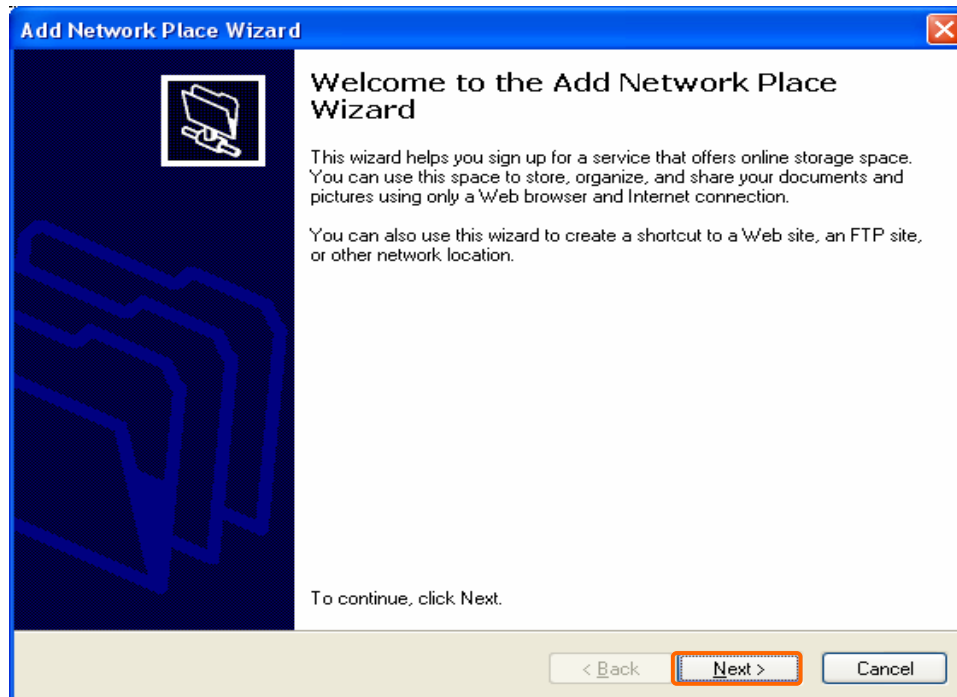 Add Network Place Wizard
Welcome to the Add Network Place
Wizard
This wizard helps you sign up for a service that offers online storage space.
You can use this space to store, organize, and share your documents and
pictures using only a Web browser and Internet connection.
You can also use this wizard to create a shortcut to a Web site, an FTP site,
or other network location.
To continue, click Next.
< Back Next > Cancel